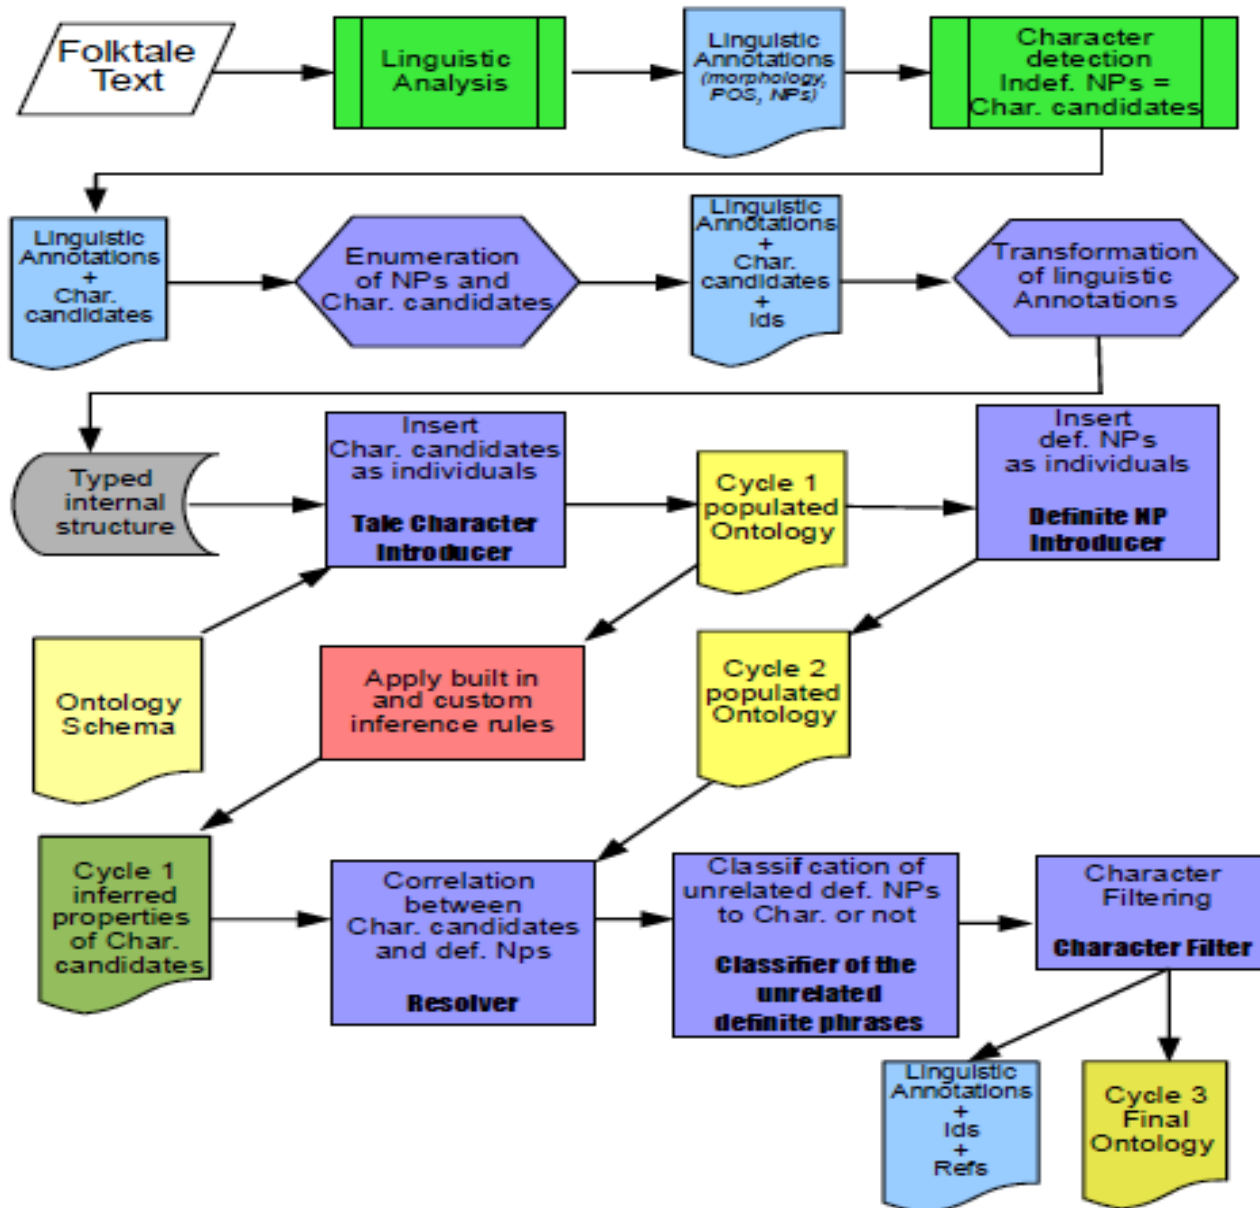 Folktale
Text
Linguistic
Analysis
Linguistic
Annotations
(morphology,
POS, NPs)
Character
detection
Indef. NPs =
Char. candidates
Linguistic
Annotations
+
Char.
candidates
Enumeration
of NPs and
Char. candidates
Linguistic
Annotations
+
Char.
candidates
+
Ids
Transformation
of linguistic
Annotations
Typed
internal
structure
Insert
Char. candidates
as individuals
Tale Character
Introducer
Cycle 1
populated
Ontology
Insert
def. NPs
as individuals
Definite NP
Introducer
Ontology
Schema
Apply built in
and custom
inference rules
Cycle 2
populated
Ontology
Cycle 1
inferred
properties
of Char.
candidates
Correlation
between
Char. candidates
and def. Nps
Resolver
Classification of
unrelated def. NPs
to Char. or not
Classifier of the
unrelated
definite phrases
Character
Filtering
Character Filter
Linguistic
Annotations
+
Ids
+
Refs
Cycle 3
Final
Ontology